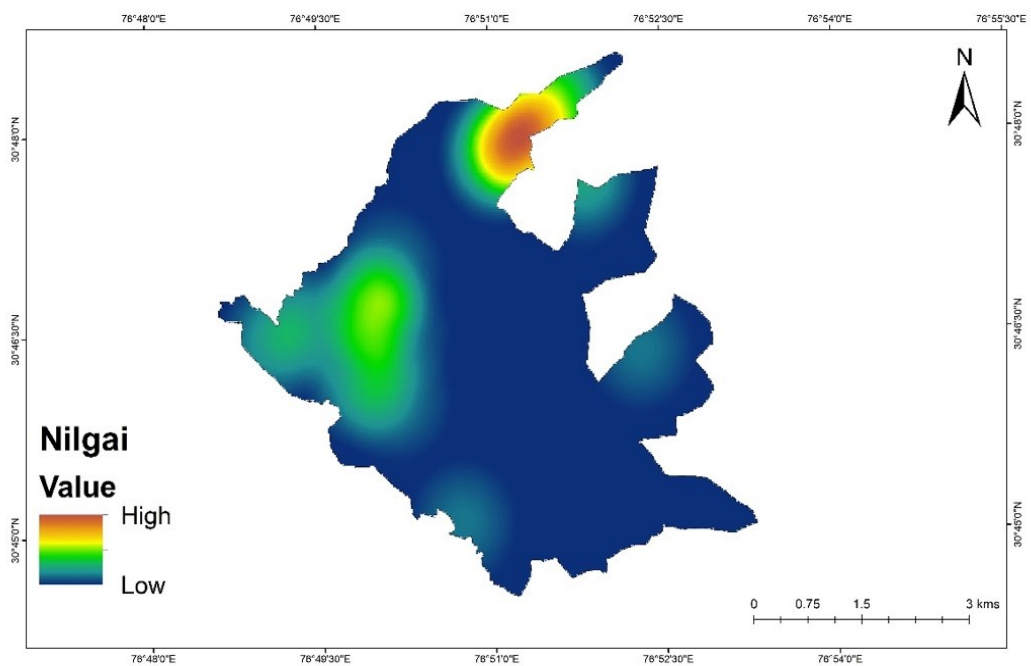 76°48'0"E 76°49'30"E 76°51'0"E 76°52'30"E 76°54'0"E 76°55'30"E
N
30°48'0"N 30°48'0"N
30°46'30"N 30°46'30"N
Nilgai
Value
High
Low
30°45'0"N 30°45'0"N
0 0.75 1.5 3 kms
76°48'0"E 76°49'30"E 76°51'0"E 76°52'30"E 76°54'0"E